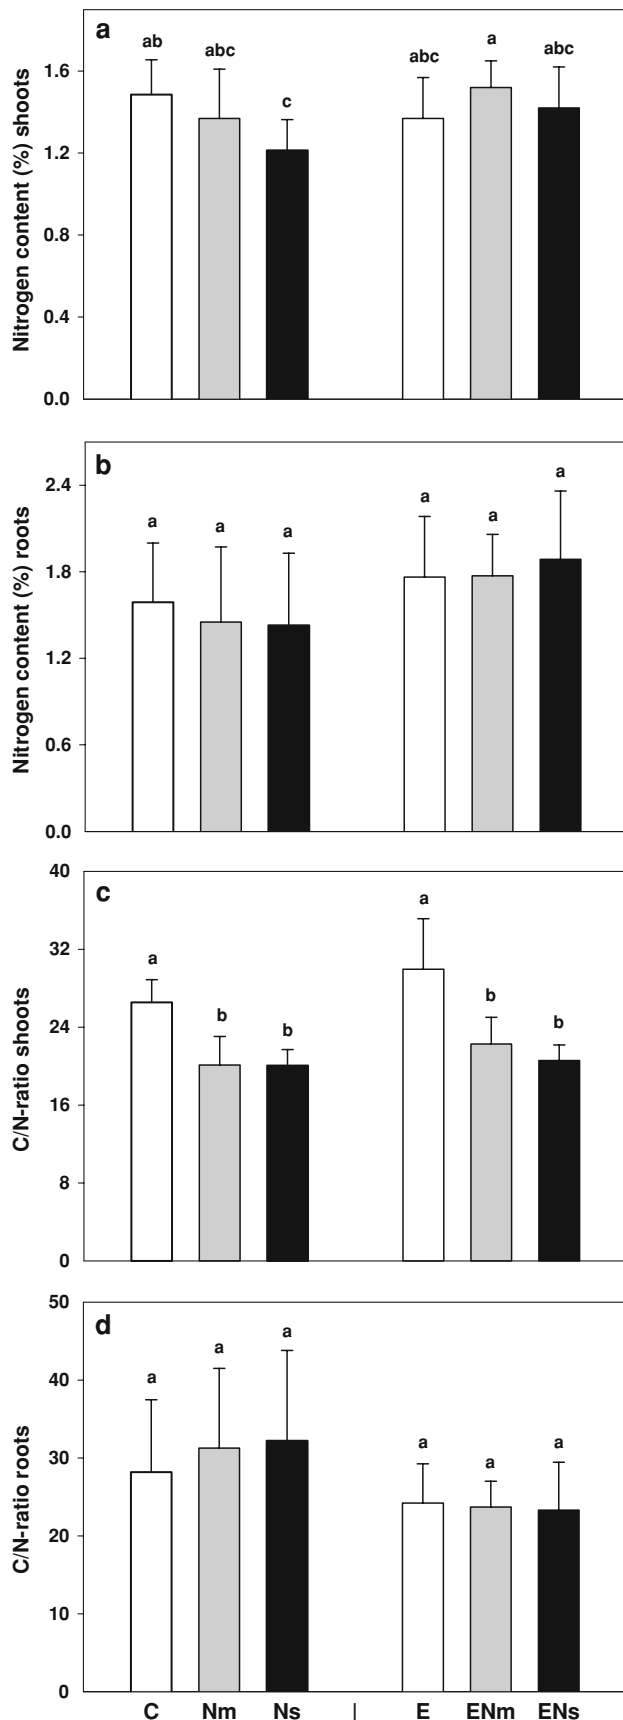 a
ab
abc
c
abc
a
abc
1.6
1.2
0.8
0.4
0.0
Nitrogen content (%) shoots
b
a
a
a
a
a
a
2.4
1.8
1.2
0.6
0.0
Nitrogen content (%) roots
c
a
b
b
a
b
b
40
32
24
16
8
0
C/N-ratio shoots
d
a
a
a
a
a
a
50
40
30
20
10
0
C/N-ratio roots
C Nm Ns | E ENm ENs